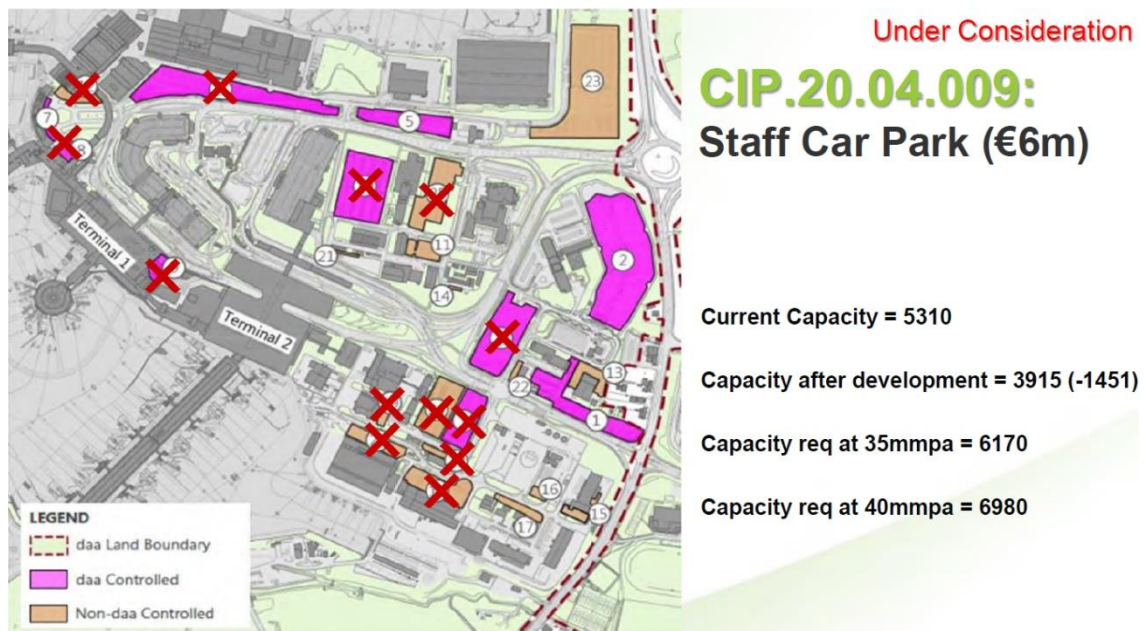 Under Consideration
CIP.20.04.009:
Staff Car Park (€6m)
Current Capacity = 5310
Capacity after development = 3915 (-1451)
Capacity req at 35mmpa = 6170
Capacity req at 40mmpa = 6980
23
5
7
8
2
11
21
14
Terminal 1
Terminal 2
13
22
1
16
15
17
LEGEND
daa Land Boundary
daa Controlled
Non-daa Controlled